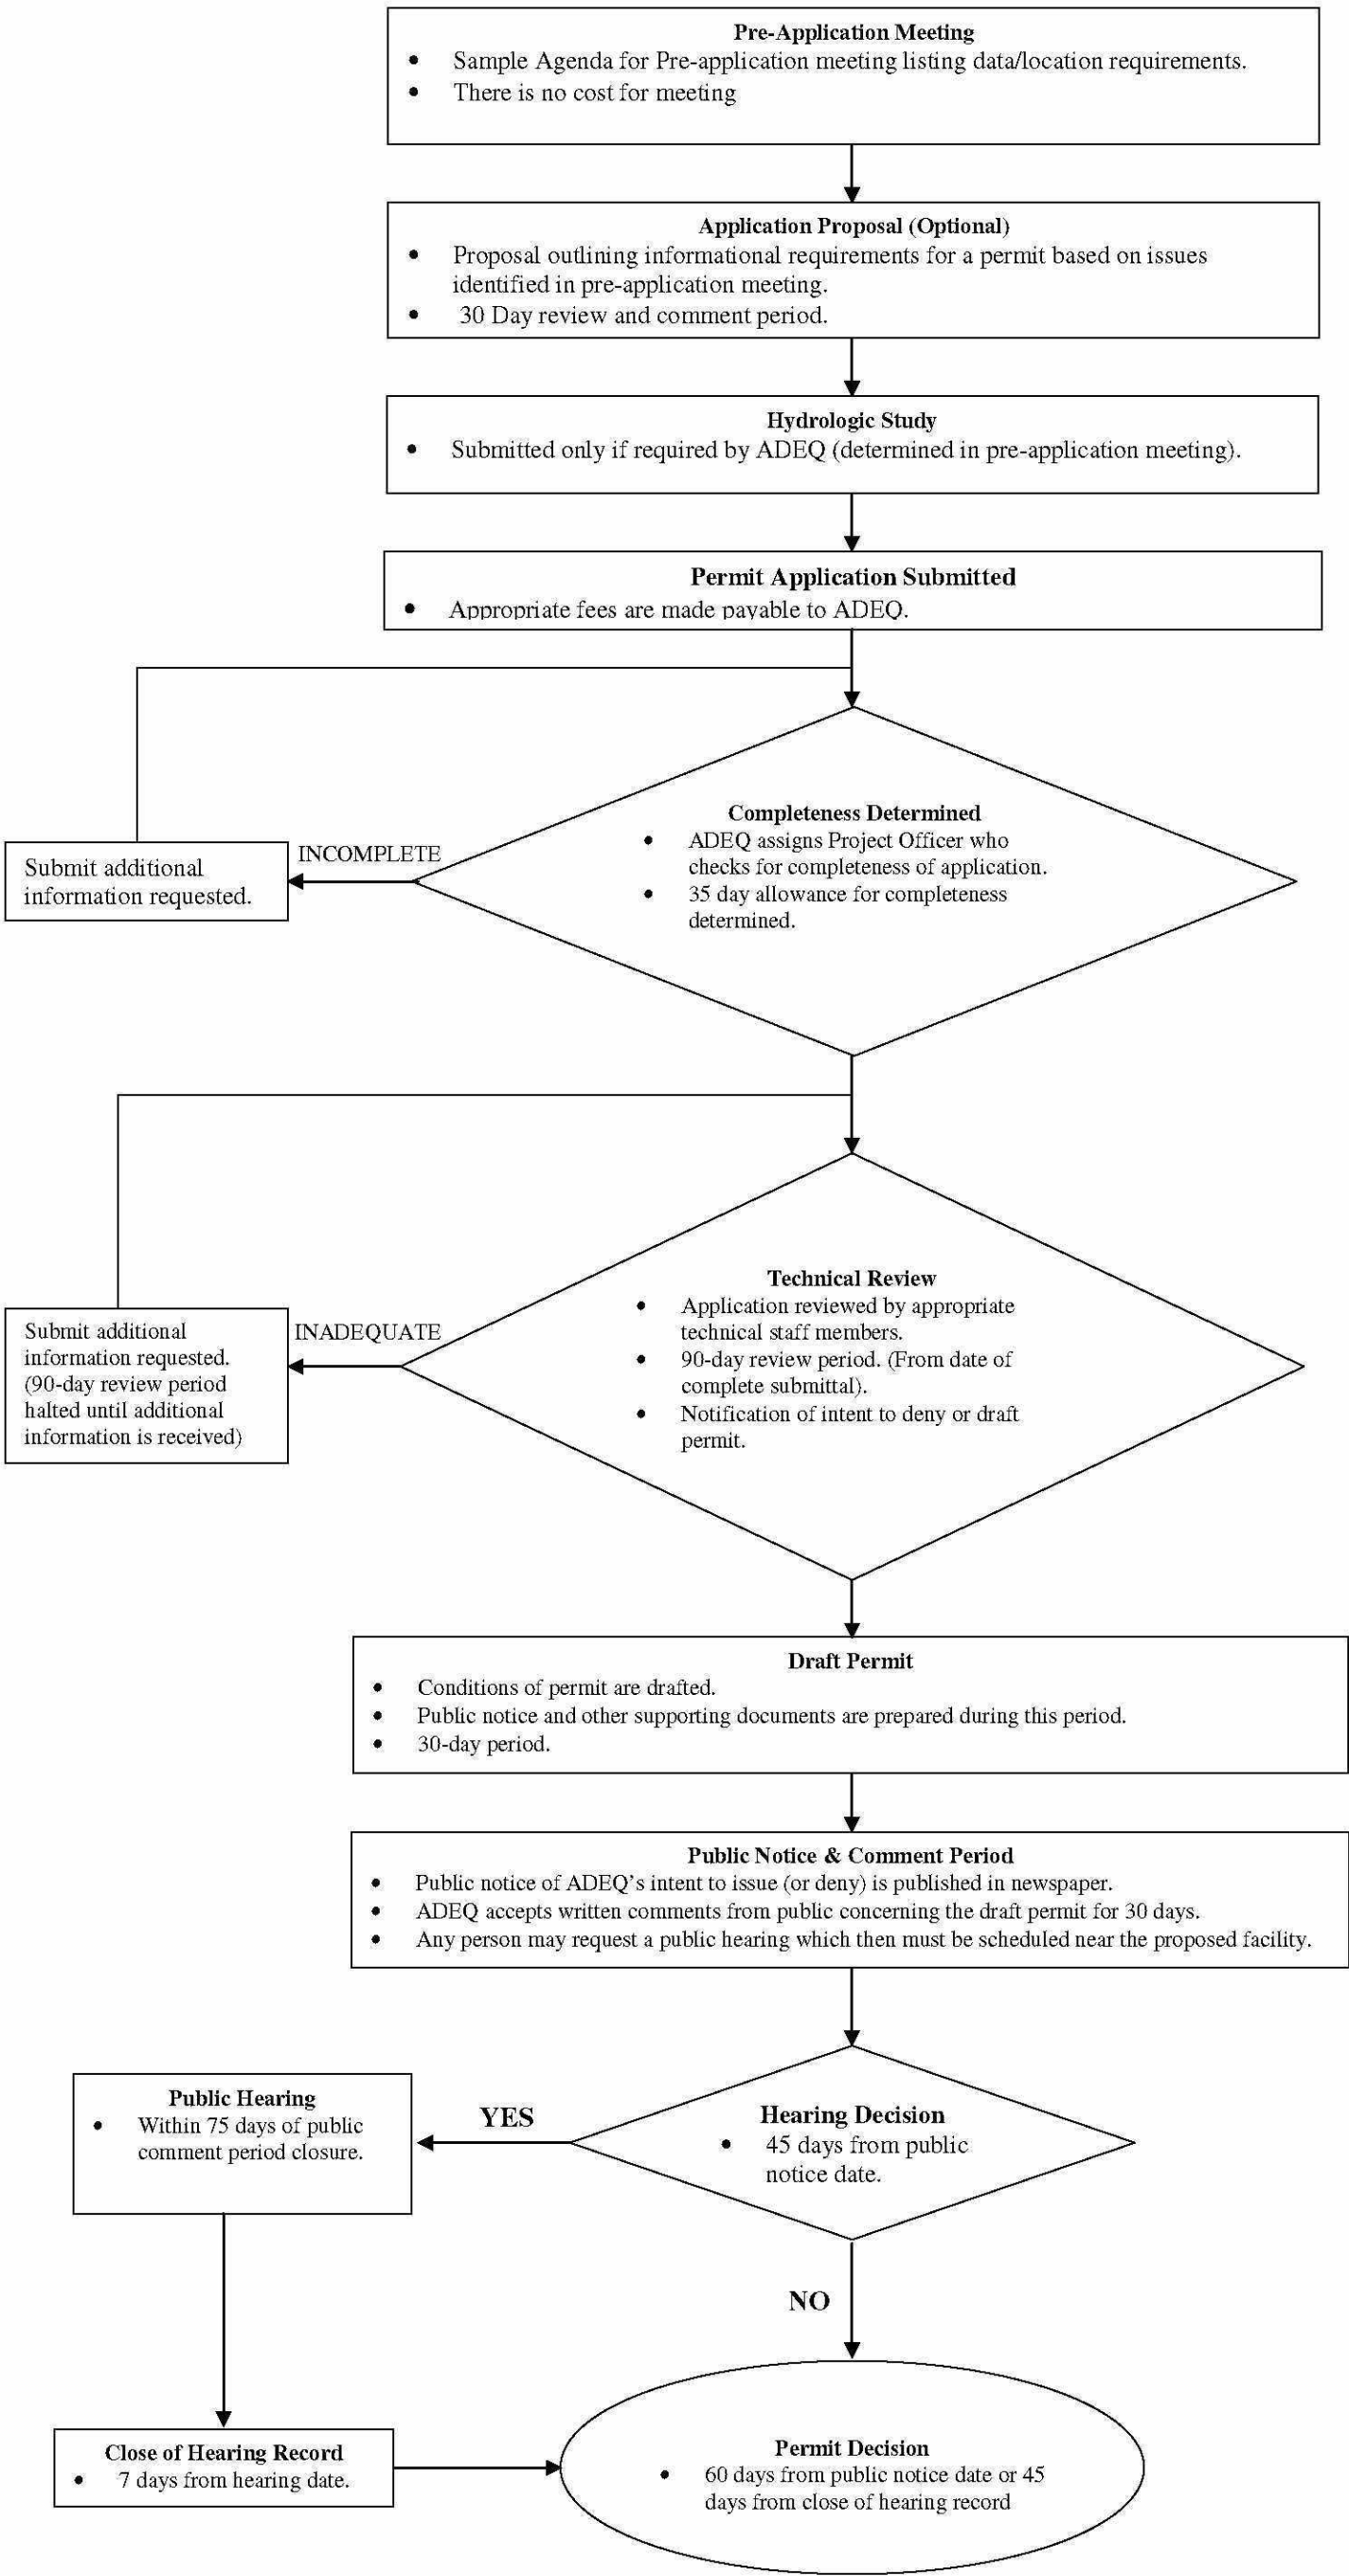 Pre-Application Meeting
• Sample Agenda for Pre-application meeting listing data/location requirements.
• There is no cost for meeting
Application Proposal (Optional)
• Proposal outlining informational requirements for a permit based on issues
identified in pre-application meeting.
• 30 Day review and comment period.
Hydrologic Study
• Submitted only if required by ADEQ (determined in pre-application meeting).
Permit Application Submitted
• Appropriate fees are made payable to ADEQ.
Completeness Determined
• ADEQ assigns Project Officer who
checks for completeness of application.
• 35 day allowance for completeness
determined.
INCOMPLETE
Submit additional
information requested.
Technical Review
• Application reviewed by appropriate
technical staff members.
• 90-day review period. (From date of
complete submittal).
• Notification of intent to deny or draft
permit.
INADEQUATE
Submit additional
information requested.
(90-day review period
halted until additional
information is received)
Draft Permit
• Conditions of permit are drafted.
• Public notice and other supporting documents are prepared during this period.
• 30-day period.
Public Notice & Comment Period
• Public notice of ADEQ's intent to issue (or deny) is published in newspaper.
• ADEQ accepts written comments from public concerning the draft permit for 30 days.
• Any person may request a public hearing which then must be scheduled near the proposed facility.
Hearing Decision
• 45 days from public
notice date.
YES
Public Hearing
• Within 75 days of public
comment period closure.
NO
Close of Hearing Record
• 7 days from hearing date.
Permit Decision
• 60 days from public notice date or 45
days from close of hearing record